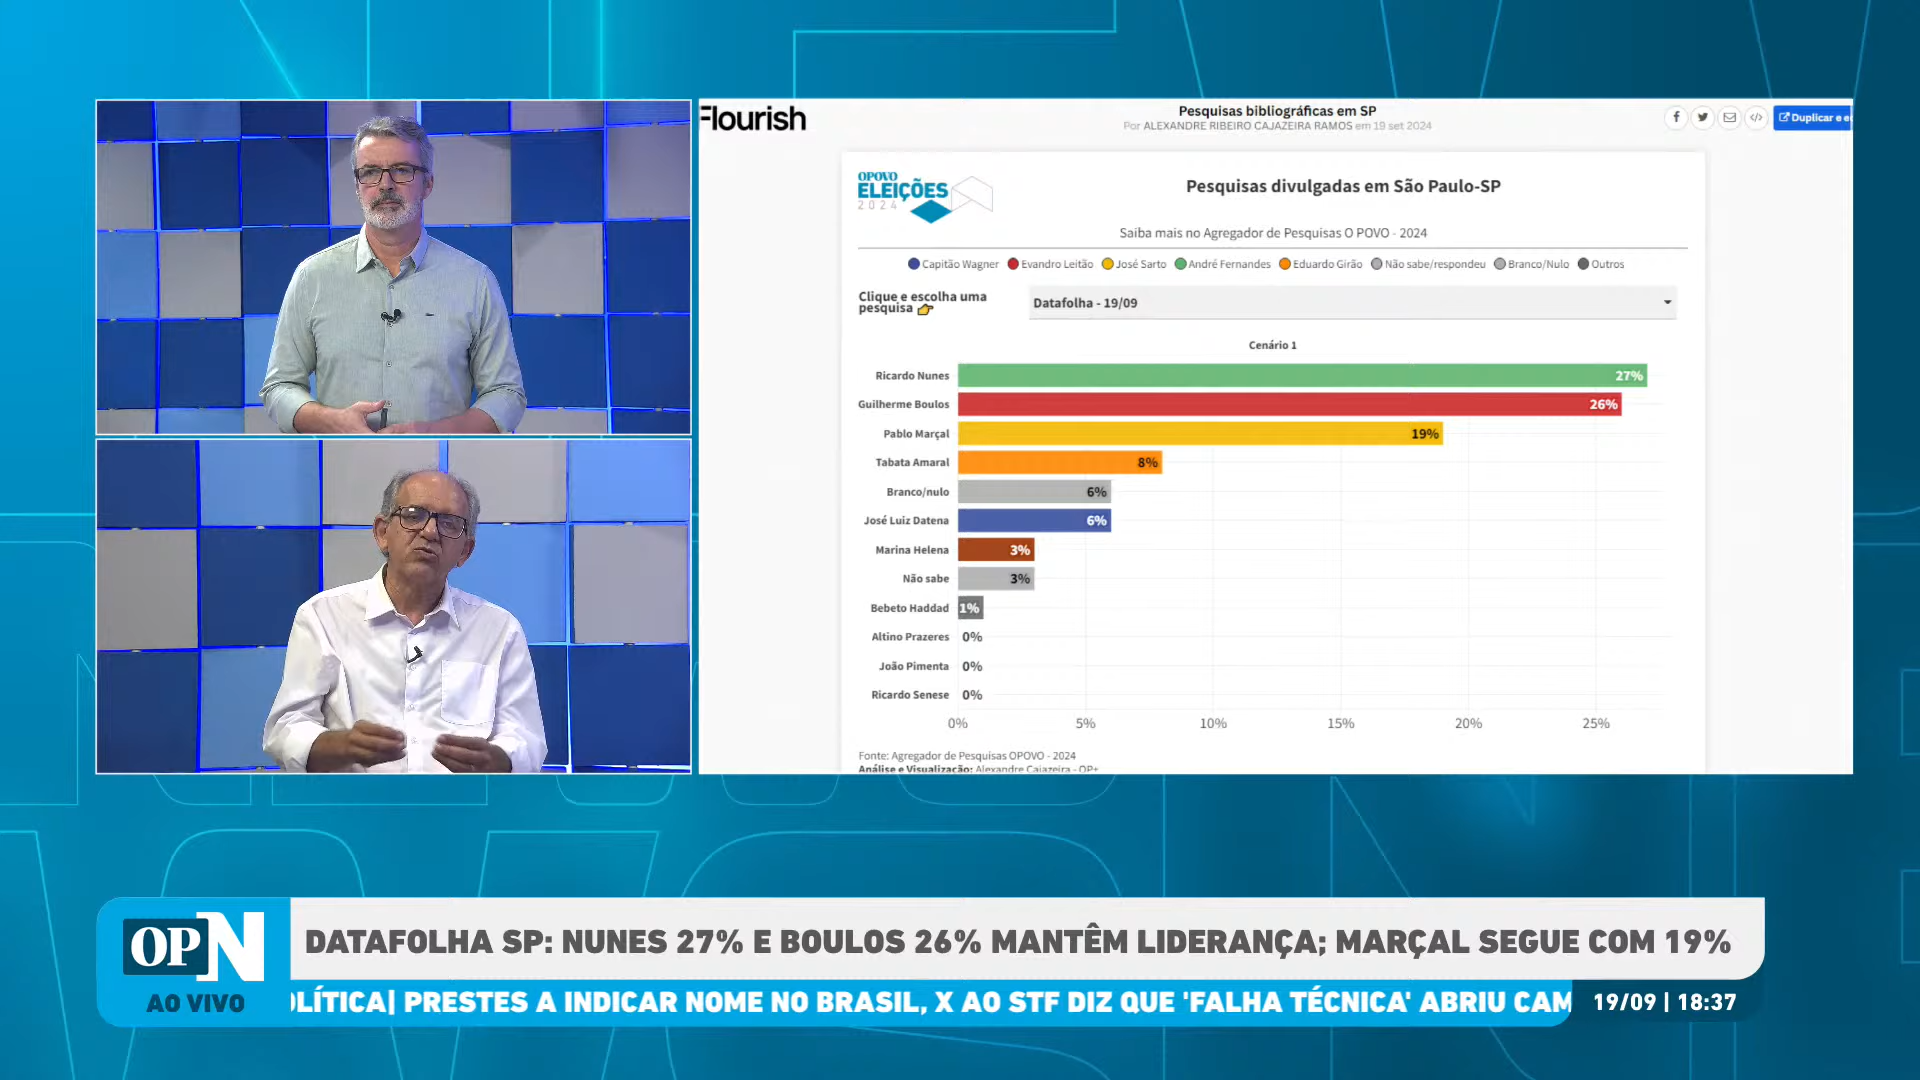 Flourish
Pesquisas bibliográficas em SP
Por ALEXANDRE RIBEIRO CAJAZEIRA RAMOS em 19 set 2024
f
</>
Duplicar e
OPOVO
ELEIÇÕES
2024
Pesquisas divulgadas em São Paulo-SP
Saiba mais no Agregador de Pesquisas O POVO - 2024
Capitão Wagner Evandro Leitão José Sarto André Fernandes Eduardo Girão Não sabe/respondeu Branco/Nulo Outros
Clique e escolha uma
pesquisa 👉
Datafolha - 19/09
Cenário 1
Ricardo Nunes 27%
Guilherme Boulos 26%
Pablo Marçal 19%
Tabata Amaral 8%
Branco/nulo 6%
José Luiz Datena 6%
Marina Helena 3%
Não sabe 3%
Bebeto Haddad 1%
Altino Prazeres 0%
João Pimenta 0%
Ricardo Senese 0%
0% 5% 10% 15% 20% 25%
Fonte: Agregador de Pesquisas OPOVO - 2024
Análise e Visualização: Alexandre Cajazeira - OP+
OPN
AO VIVO
DATAFOLHA SP: NUNES 27% E BOULOS 26% MANTÊM LIDERANÇA; MARÇAL SEGUE COM 19%
OLÍTICA| PRESTES A INDICAR NOME NO BRASIL, X AO STF DIZ QUE 'FALHA TÉCNICA' ABRIU CAM
19/09 | 18:37